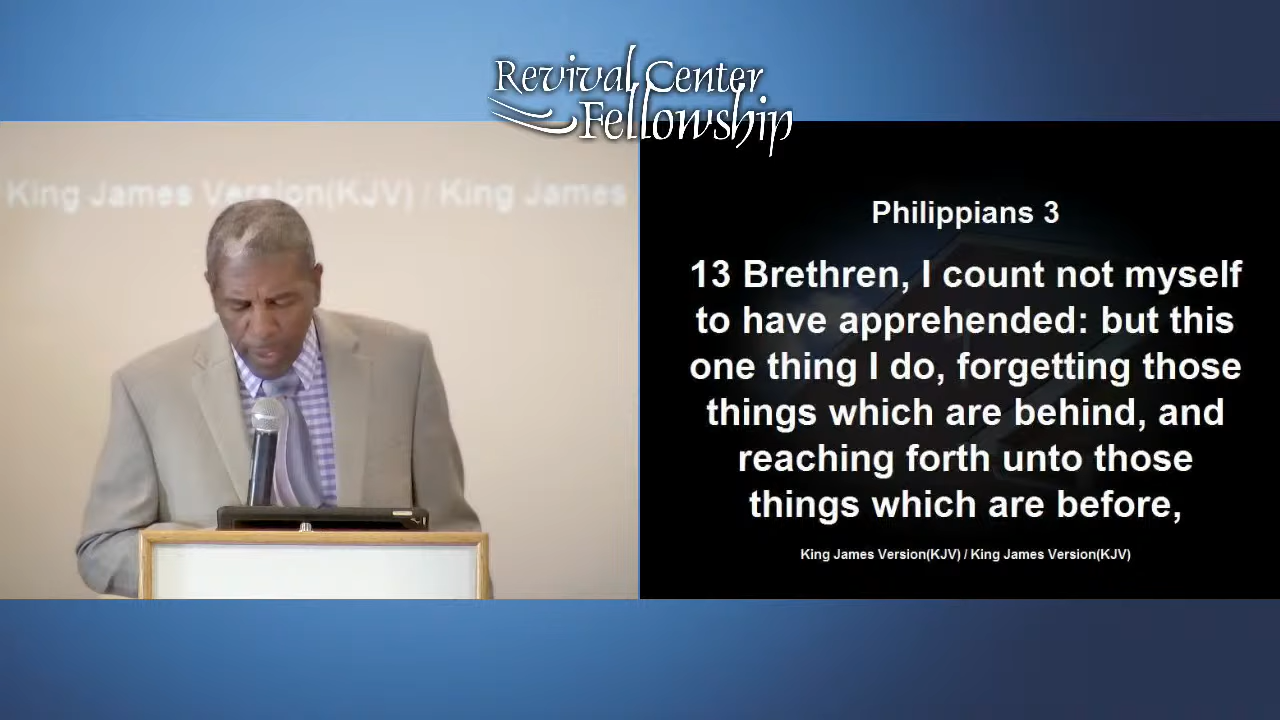 Revival Center
Fellowship
King James Version(KJV) / King James
Philippians 3
13 Brethren, I count not myself
to have apprehended: but this
one thing I do, forgetting those
things which are behind, and
reaching forth unto those
things which are before,
King James Version(KJV) / King James Version(KJV)